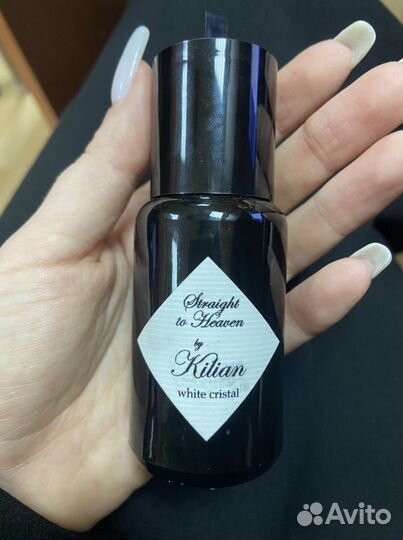 Straight
to Heaven
by
Kilian
white cristal
Avito